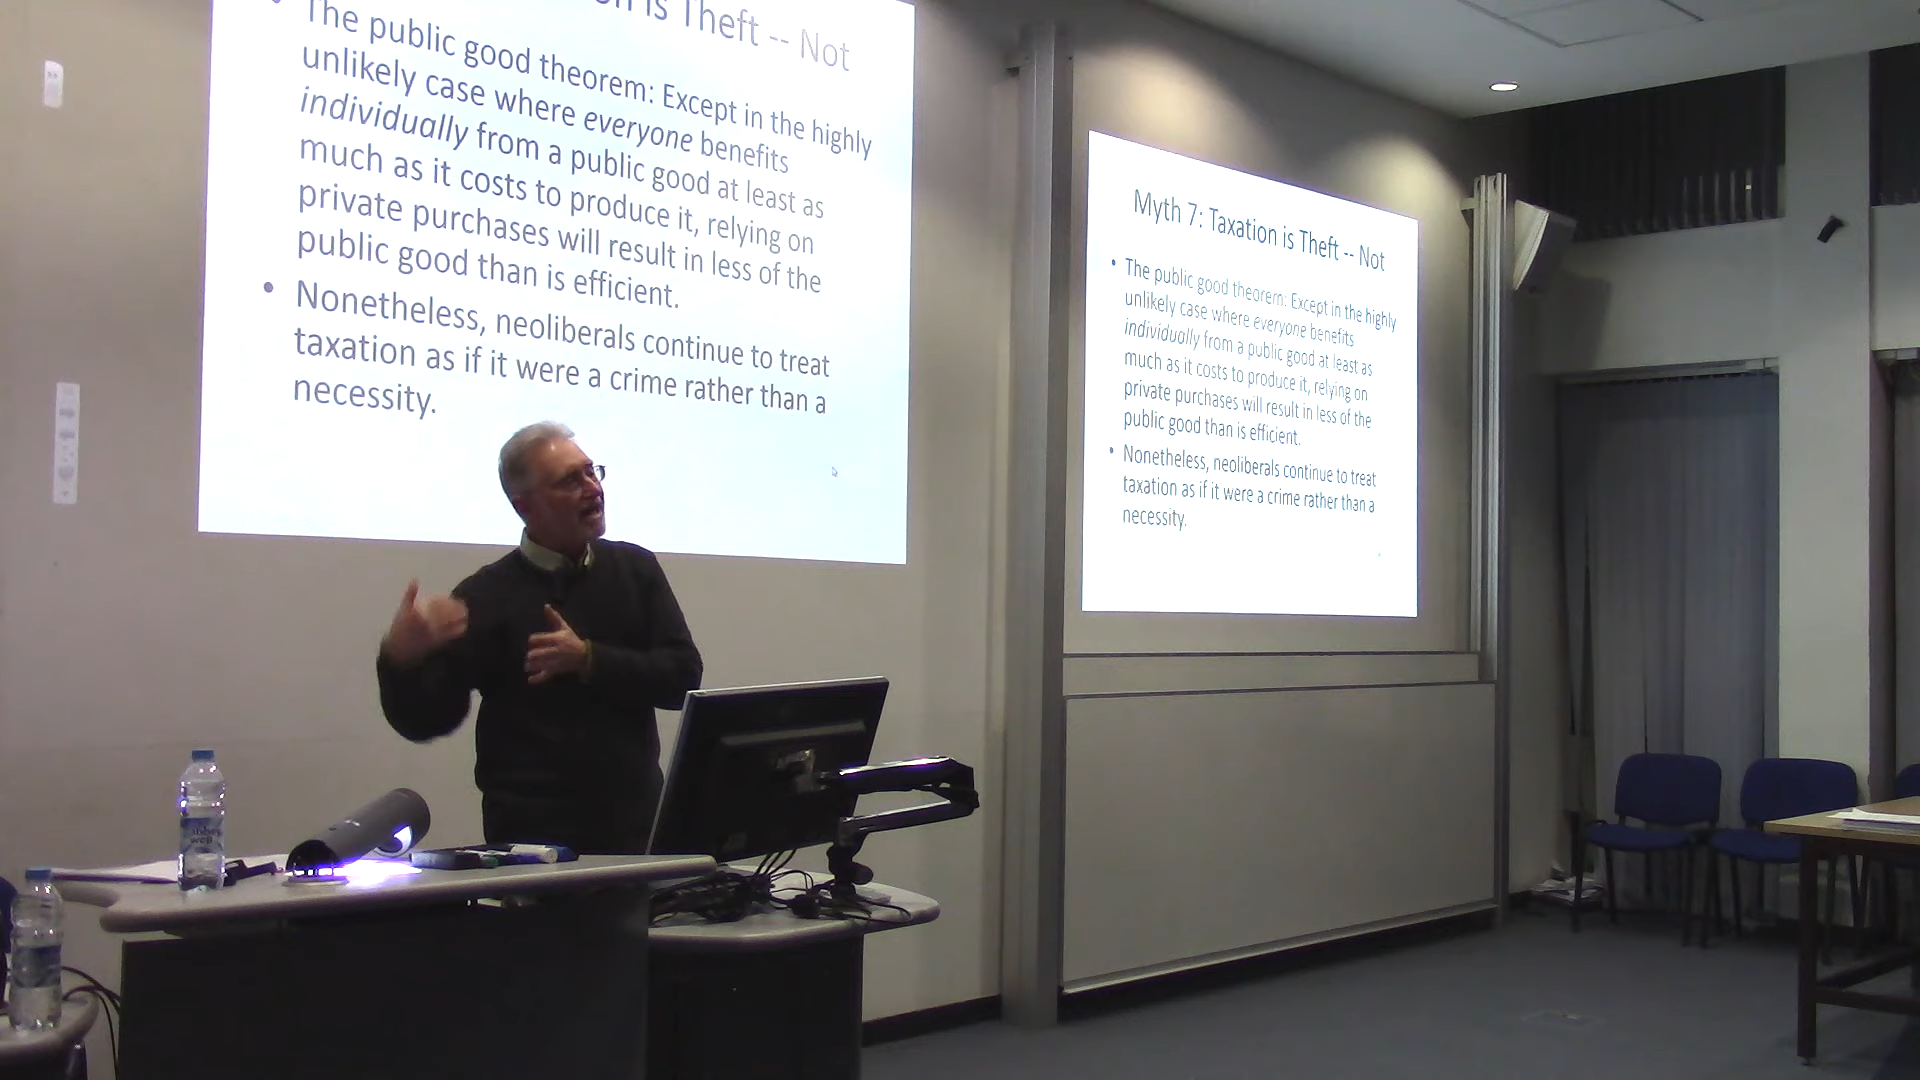 on is Theft -- Not
The public good theorem: Except in the highly
unlikely case where everyone benefits
individually from a public good at least as
much as it costs to produce it, relying on
private purchases will result in less of the
public good than is efficient.
• Nonetheless, neoliberals continue to treat
taxation as if it were a crime rather than a
necessity.
Myth 7: Taxation is Theft -- Not
• The public good theorem: Except in the highly
unlikely case where everyone benefits
individually from a public good at least as
much as it costs to produce it, relying on
private purchases will result in less of the
public good than is efficient.
• Nonetheless, neoliberals continue to treat
taxation as if it were a crime rather than a
necessity.
abbey
well